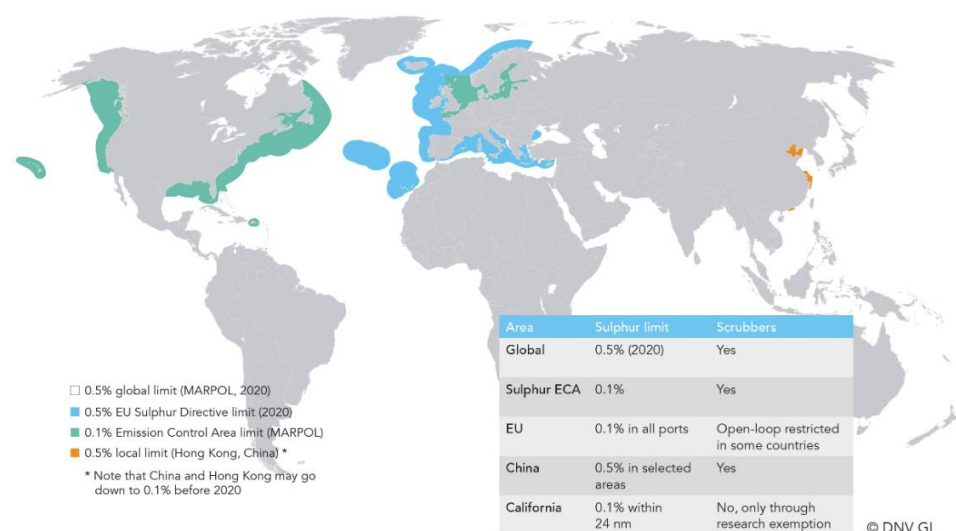 Area Sulphur limit Scrubbers
Global 0.5% (2020) Yes
Sulphur ECA 0.1% Yes
EU 0.1% in all ports Open-loop restricted
in some countries
China 0.5% in selected Yes
areas
California 0.1% within No, only through
24 nm research exemption
0.5% global limit (MARPOL, 2020)
0.5% EU Sulphur Directive limit (2020)
0.1% Emission Control Area limit (MARPOL)
0.5% local limit (Hong Kong, China) *
* Note that China and Hong Kong may go
down to 0.1% before 2020
© DNV GL